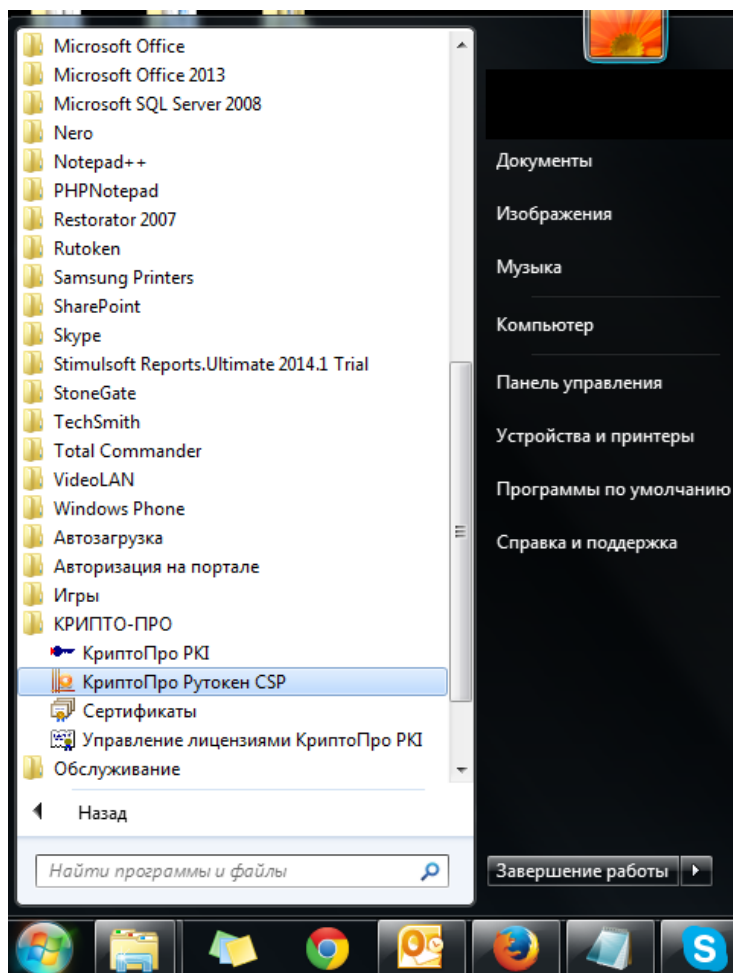 Microsoft Office
Microsoft Office 2013
Microsoft SQL Server 2008
Nero
Notepad++
PHPNotepad
Restorator 2007
Rutoken
Samsung Printers
SharePoint
Skype
Stimulsoft Reports.Ultimate 2014.1 Trial
StoneGate
TechSmith
Total Commander
VideoLAN
Windows Phone
Автозагрузка
Авторизация на портале
Игры
КРИПТО-ПРО
КриптоПро PKI
КриптоПро Рутокен CSP
Сертификаты
Управление лицензиями КриптоПро PKI
Обслуживание
Назад
Найти программы и файлы
Документы
Изображения
Музыка
Компьютер
Панель управления
Устройства и принтеры
Программы по умолчанию
Справка и поддержка
Завершение работы